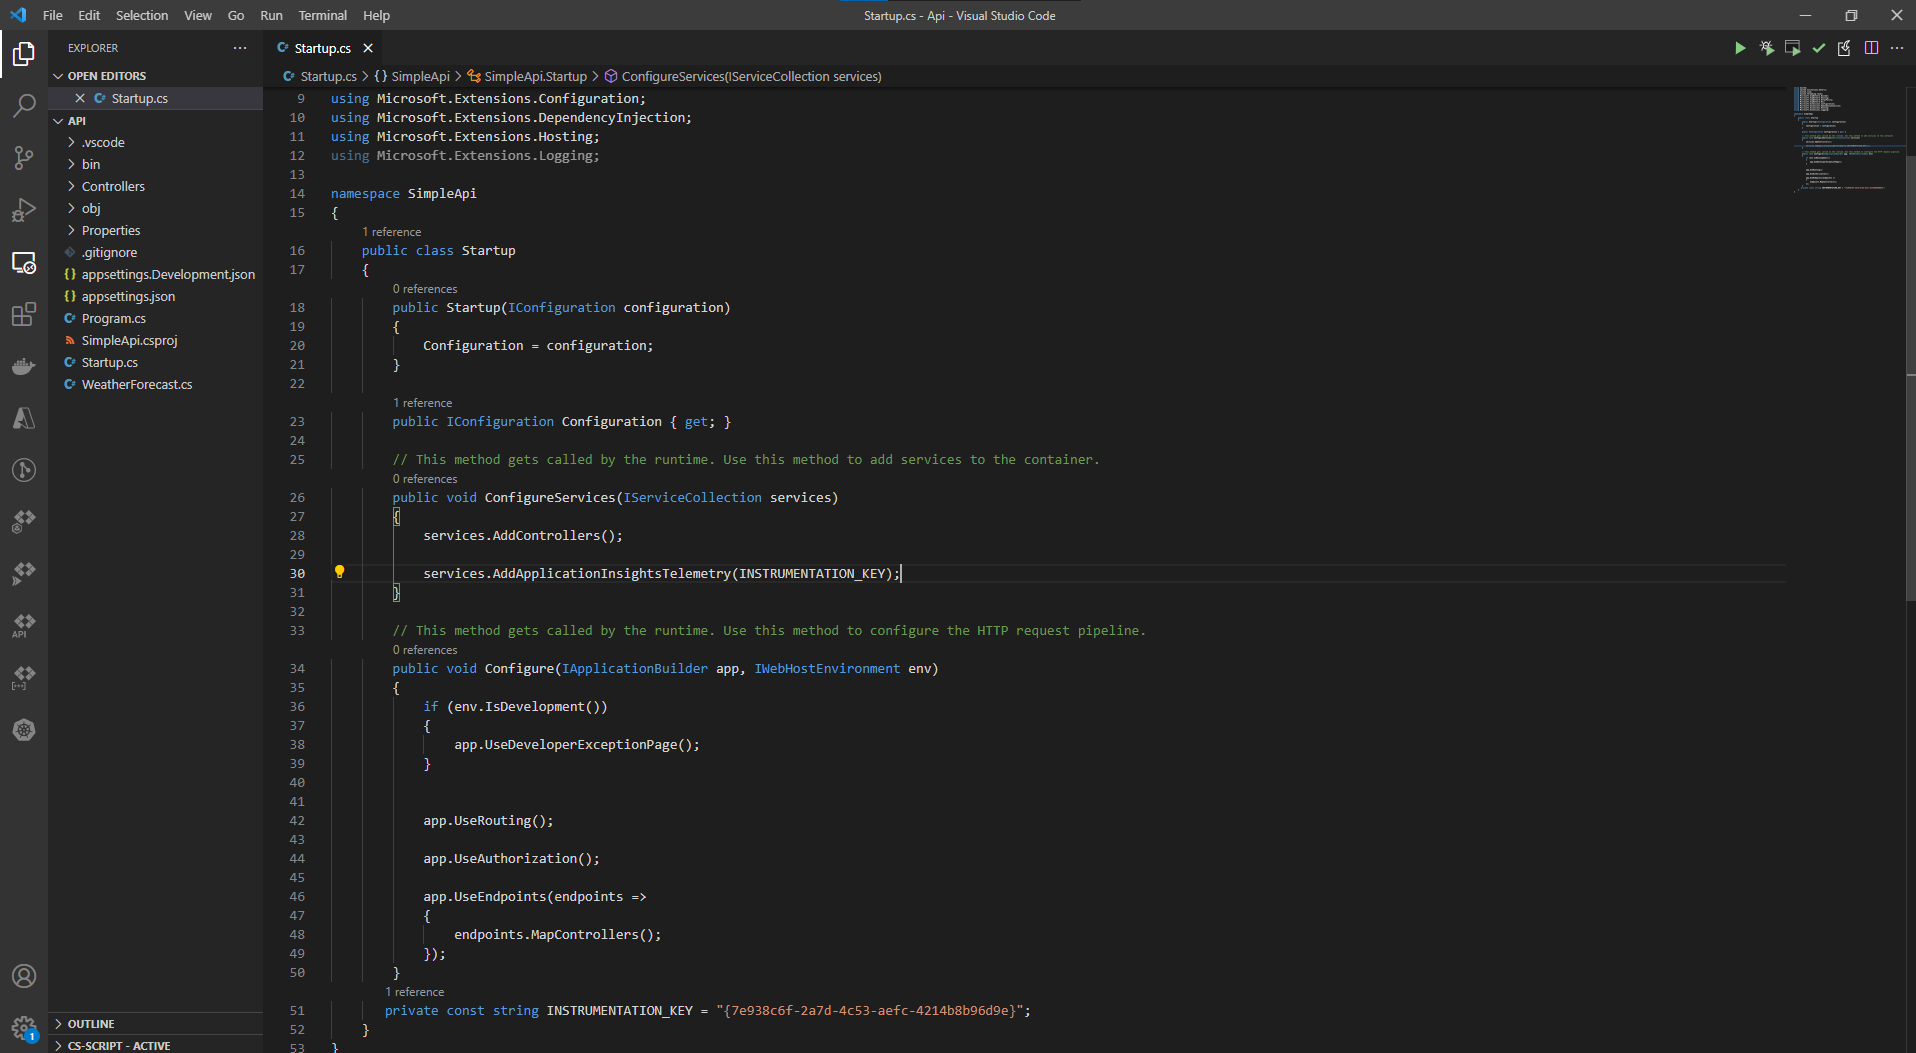 File Edit Selection View Go Run Terminal Help
Startup.cs - Api - Visual Studio Code
EXPLORER
OPEN EDITORS
Startup.cs
API
.vscode
bin
Controllers
obj
Properties
.gitignore
appsettings.Development.json
appsettings.json
Program.cs
SimpleApi.csproj
Startup.cs
WeatherForecast.cs
OUTLINE
CS-SCRIPT - ACTIVE
API
1
Startup.cs
Startup.cs > {} SimpleApi > SimpleApi.Startup > ConfigureServices(IServiceCollection services)
9 using Microsoft.Extensions.Configuration;
10 using Microsoft.Extensions.DependencyInjection;
11 using Microsoft.Extensions.Hosting;
12 using Microsoft.Extensions.Logging;
13
14 namespace SimpleApi
15 {
1 reference
16 public class Startup
17 {
0 references
18 public Startup(IConfiguration configuration)
19 {
20 Configuration = configuration;
21 }
22
1 reference
23 public IConfiguration Configuration { get; }
24
25 // This method gets called by the runtime. Use this method to add services to the container.
0 references
26 public void ConfigureServices(IServiceCollection services)
27 {
28 services.AddControllers();
29
30 services.AddApplicationInsightsTelemetry(INSTRUMENTATION_KEY);
31 }
32
33 // This method gets called by the runtime. Use this method to configure the HTTP request pipeline.
0 references
34 public void Configure(IApplicationBuilder app, IWebHostEnvironment env)
35 {
36 if (env.IsDevelopment())
37 {
38 app.UseDeveloperExceptionPage();
39 }
40
41
42 app.UseRouting();
43
44 app.UseAuthorization();
45
46 app.UseEndpoints(endpoints =>
47 {
48 endpoints.MapControllers();
49 });
50 }
1 reference
51 private const string INSTRUMENTATION_KEY = "{7e938c6f-2a7d-4c53-aefc-4214b8b96d9e}";
52 }
53 }